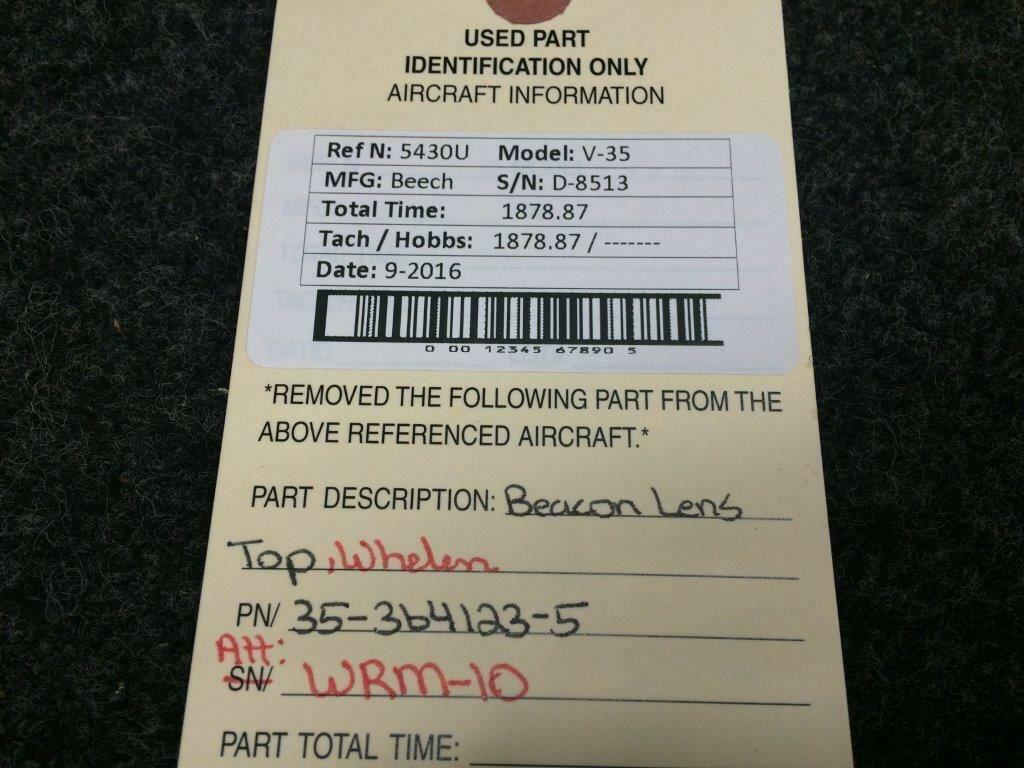 USED PART
IDENTIFICATION ONLY
AIRCRAFT INFORMATION
Ref N: 5430U Model: V-35
MFG: Beech S/N: D-8513
Total Time: 1878.87
Tach / Hobbs: 1878.87 / -------
Date: 9-2016
0 00 12345 67890 5
*REMOVED THE FOLLOWING PART FROM THE
ABOVE REFERENCED AIRCRAFT.*
PART DESCRIPTION: Beacon Lens
Top, Whelen
PN/ 35-364123-5
Alt:
SN/ WRM-10
PART TOTAL TIME: